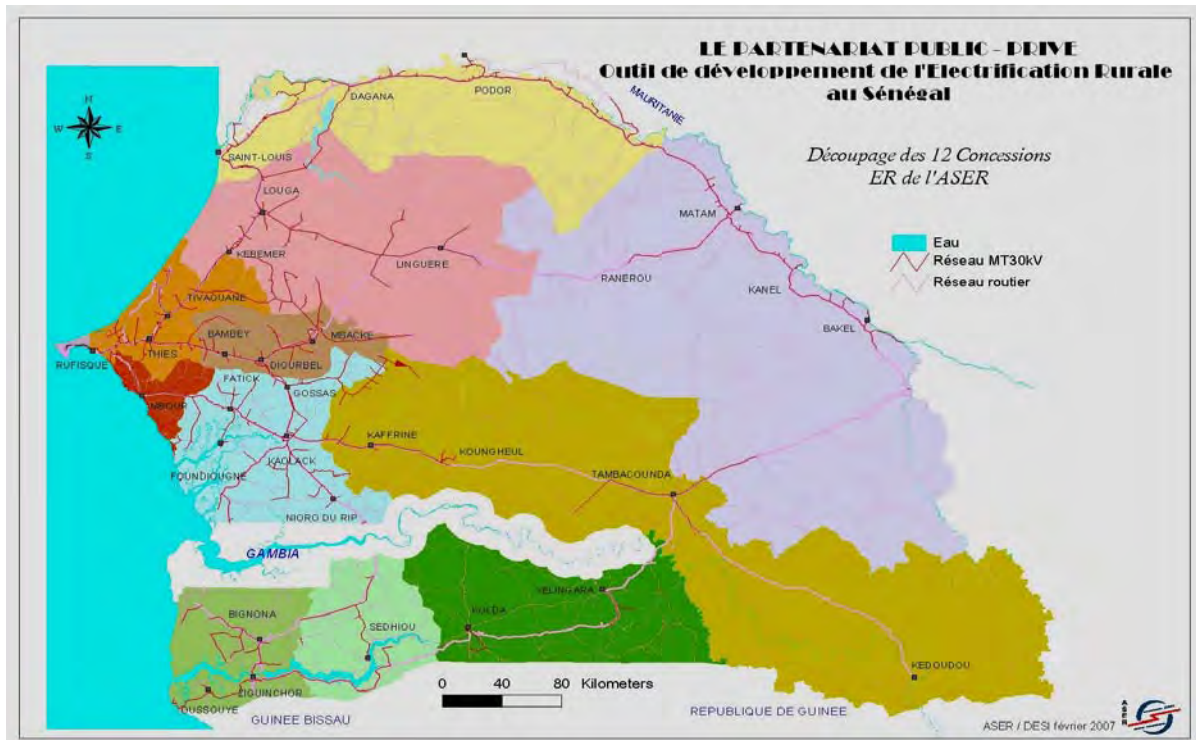 LE PARTENARIAT PUBLIC - PRIVE
Outil de développement de l'Electrification Rurale
au Sénégal
Découpage des 12 Concessions
ER de l'ASER
Eau
Réseau MT30kV
Réseau routier
N
W E
S
MAURITANIE
PODOR
DAGANA
SAINT-LOUIS
LOUGA
MATAM
KEBEMER
LINGUERE
RANEROU
KANEL
TIVAOUANE
BAKEL
BAMBEY
MBACKE
THIES
RUFISQUE
DIOURBEL
FATICK
GOSSAS
MBOUR
KAFFRINE
KOUNGHEUL
KAOLACK
TAMBACOUNDA
FOUNDIOUGNE
NIORO DU RIP
GAMBIA
VELINGARA
BIGNONA
SEDHIOU
KOLDA
KEDOUDOU
ZIGUINCHOR
OUSSOUYE
0 40 80 Kilometers
GUINEE BISSAU
REPUBLIQUE DE GUINEE
ASER / DESI février 2007
ASER